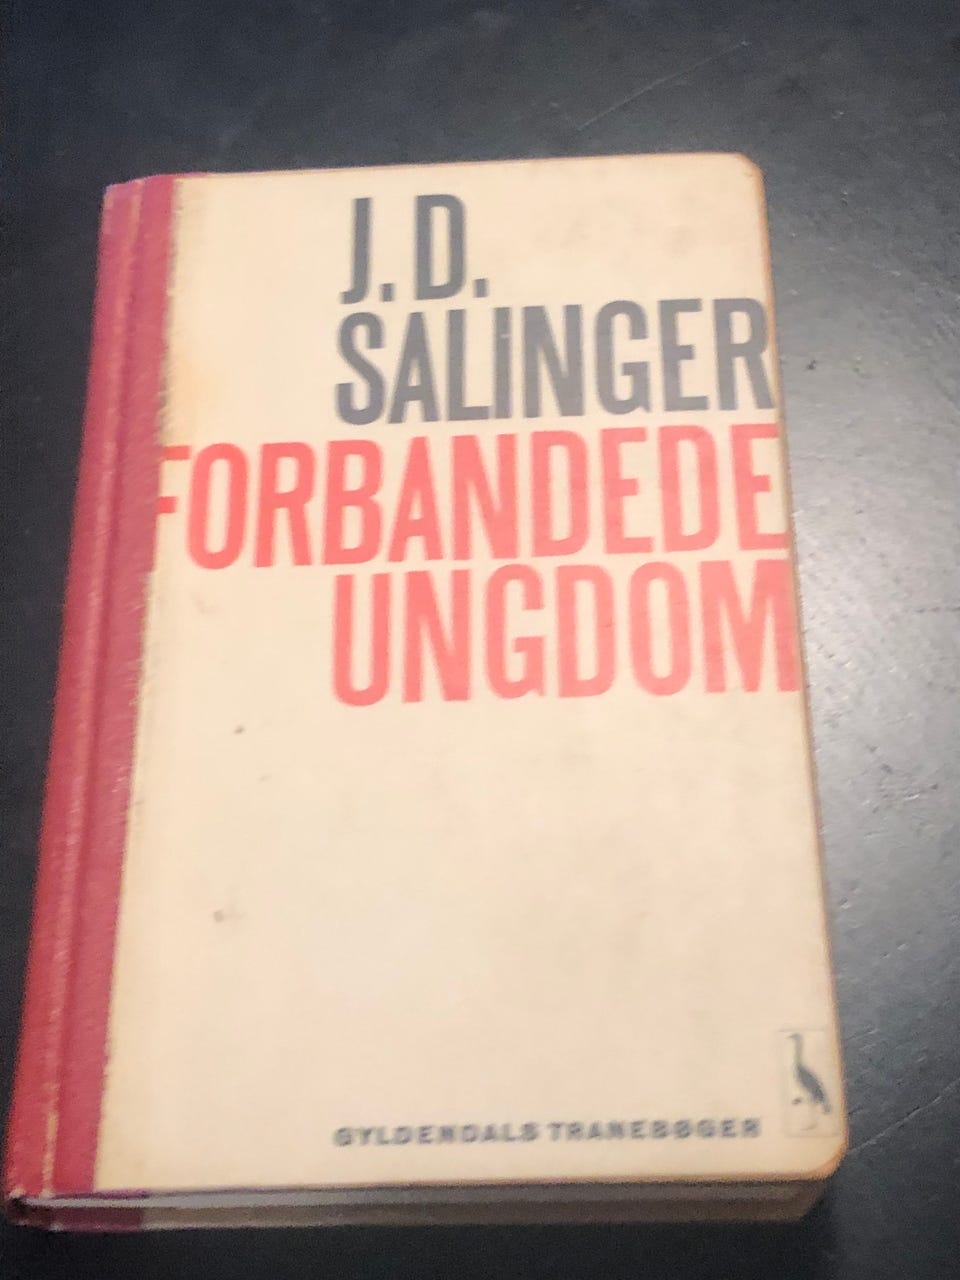 J. D.
SALiNGER
FORBANDEDE
UNGDOM
GYLDENDALS TRANEBØGER